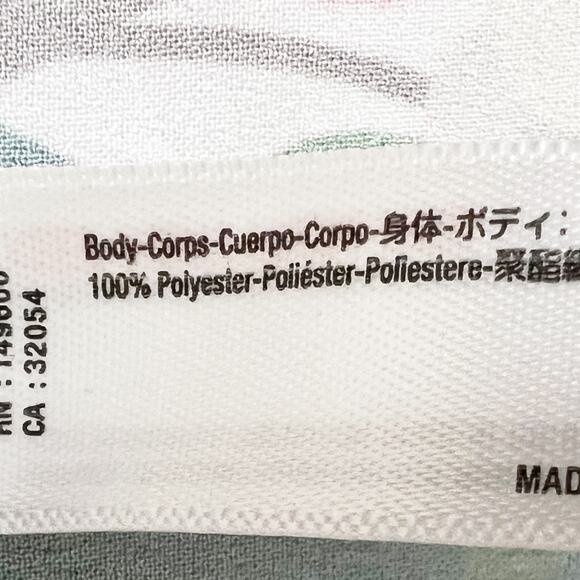 Body-Corps-Cuerpo-Corpo-身体-ボディ:
100% Polyester-Poliéster-Poliestere-聚酯
CA : 32054
MAD